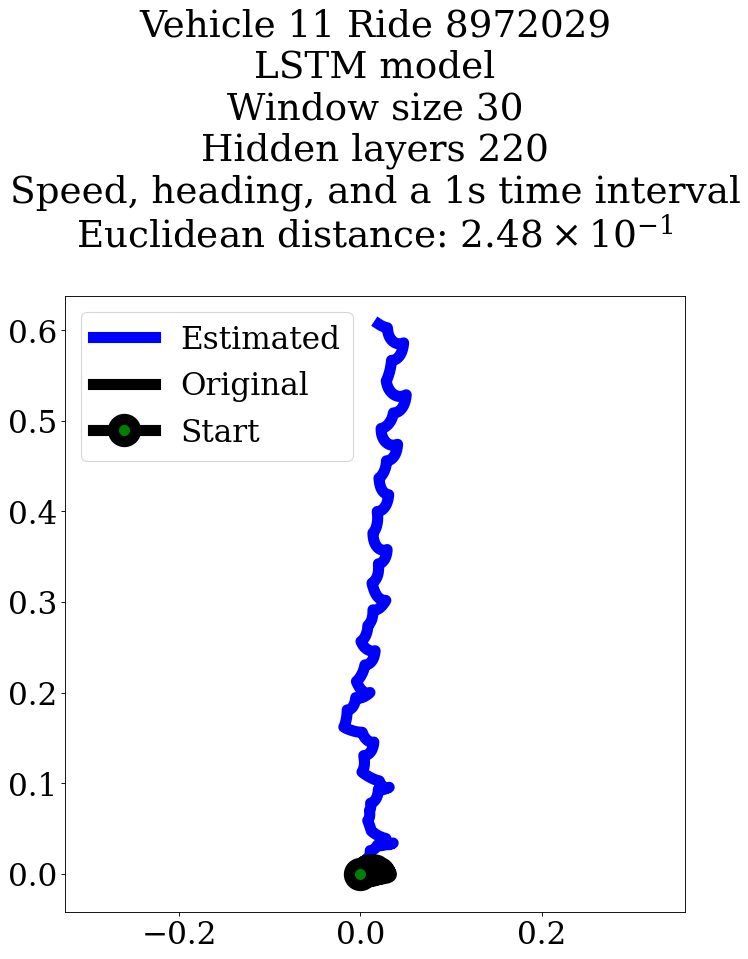 Vehicle 11 Ride 8972029
LSTM model
Window size 30
Hidden layers 220
Speed, heading, and a 1s time interval
Euclidean distance: 2.48 × 10⁻¹
Estimated
Original
Start
0.6
0.5
0.4
0.3
0.2
0.1
0.0
−0.2 0.0 0.2